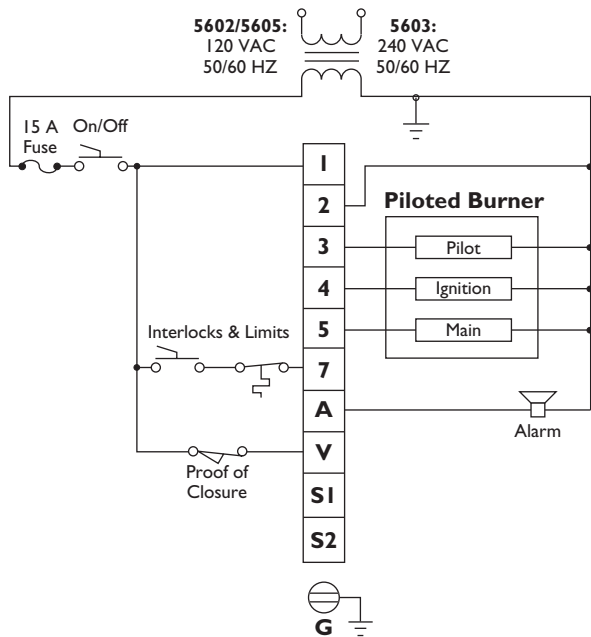 5602/5605:
120 VAC
50/60 HZ
5603:
240 VAC
50/60 HZ
15 A
Fuse
On/Off
1
2
3
4
5
7
A
V
S1
S2
Piloted Burner
Pilot
Ignition
Main
Interlocks & Limits
Alarm
Proof of
Closure
G